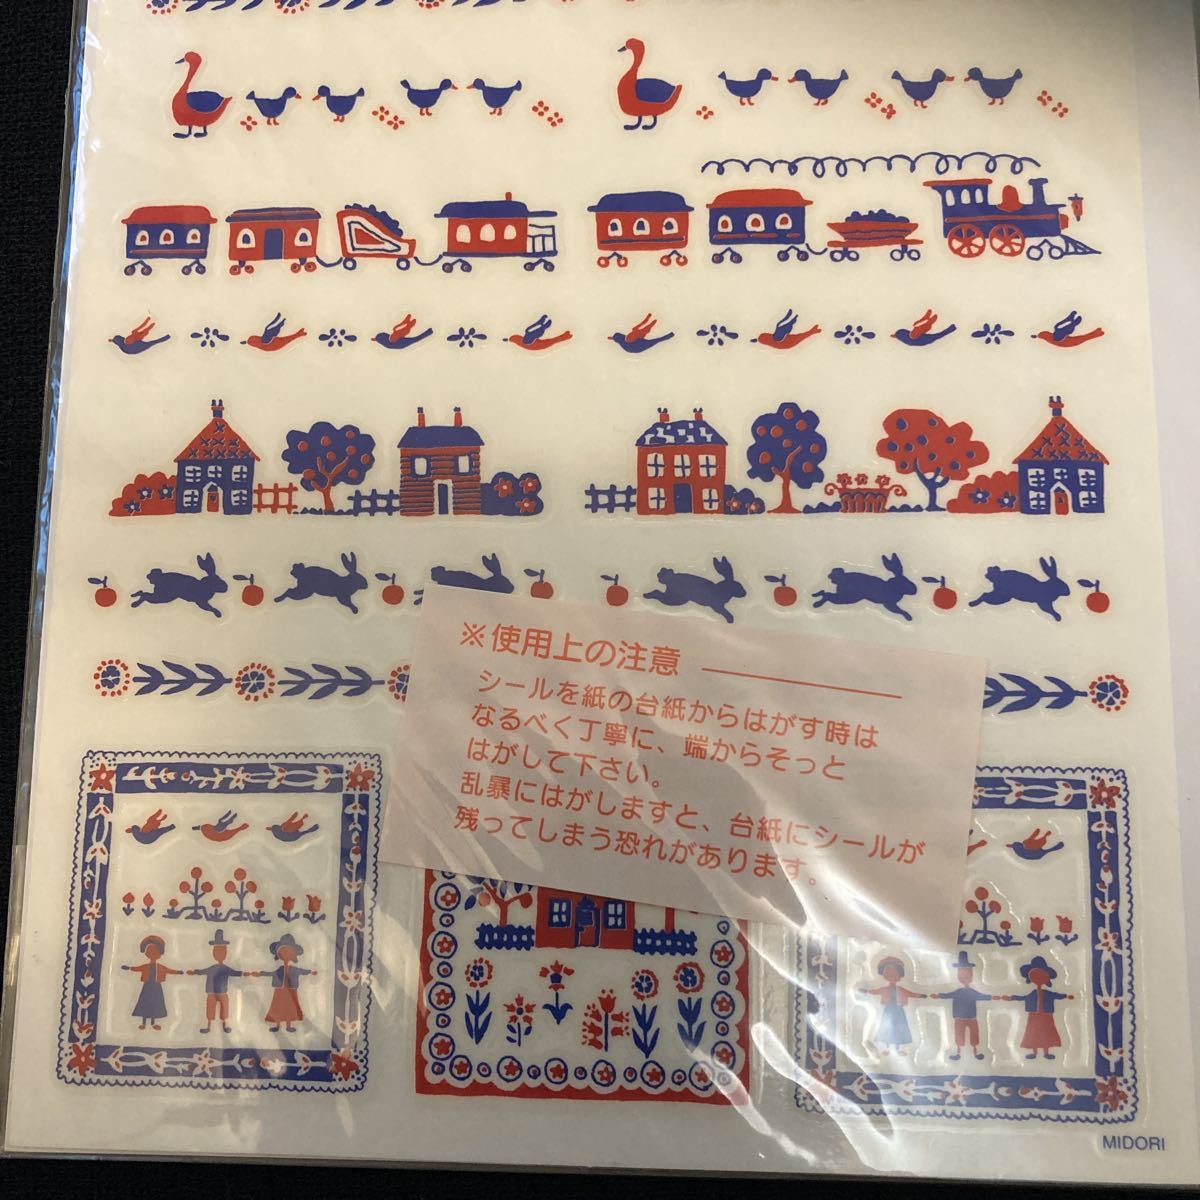 ※使用上の注意
シールを紙の台紙からはがす時は
なるべく丁寧に、端からそっと
はがして下さい。
乱暴にはがしますと、台紙にシールが
残ってしまう恐れがあります。
MIDORI